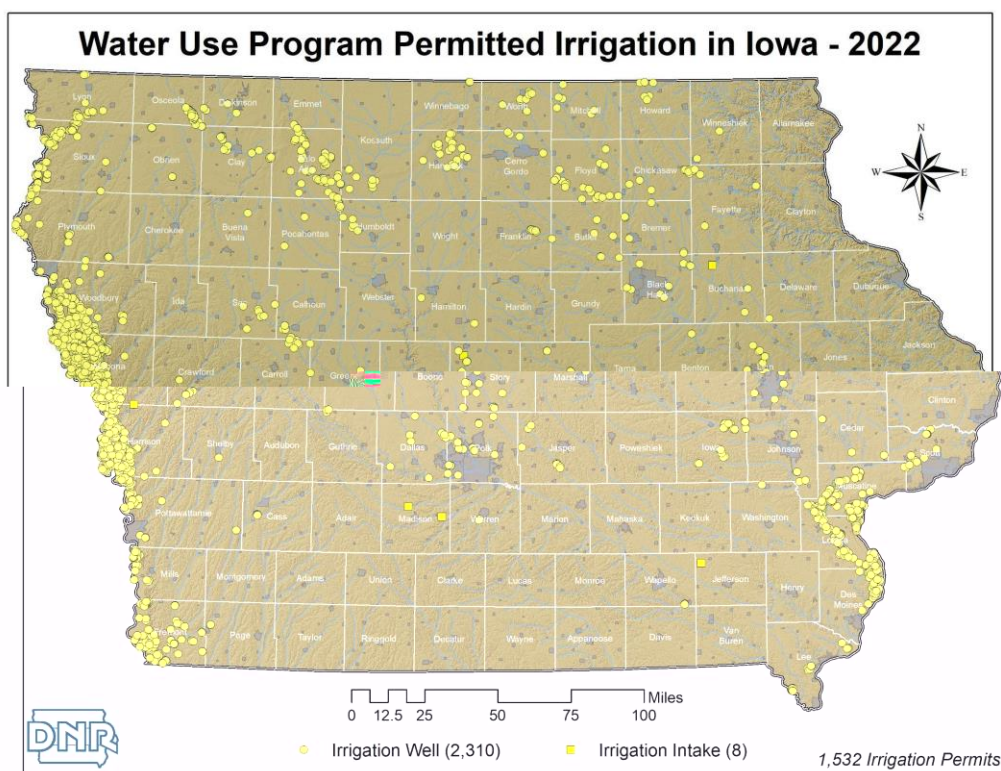 Water Use Program Permitted Irrigation in Iowa - 2022
Lyon
Osceola
Dickinson
Emmet
Winnebago
Worth
Mitchell
Howard
Winneshiek
Allamakee
N
W E
S
Sioux
Obrien
Clay
Kossuth
Hancock
Cerro
Gordo
Floyd
Chickasaw
Plymouth
Cherokee
Buena
Vista
Pocahontas
Humboldt
Wright
Franklin
Butler
Bremer
Fayette
Clayton
Woodbury
Ida
Sac
Calhoun
Webster
Hamilton
Hardin
Grundy
Black
Buchanan
Delaware
Dubuque
Crawford
Carroll
Boone
Story
Marshall
Tama
Benton
Jones
Jackson
Harrison
Shelby
Audubon
Guthrie
Dallas
Polk
Jasper
Poweshiek
Iowa
Johnson
Cedar
Clinton
Scott
Pottawattamie
Cass
Adair
Madison
Warren
Marion
Mahaska
Keokuk
Washington
Muscatine
Louisa
Mills
Montgomery
Adams
Union
Clarke
Lucas
Monroe
Wapello
Jefferson
Henry
Des
Moines
Fremont
Page
Taylor
Ringgold
Decatur
Wayne
Appanoose
Davis
Van
Buren
Lee
Miles
0 12.5 25 50 75 100
DNR
Irrigation Well (2,310) Irrigation Intake (8)
1,532 Irrigation Permits